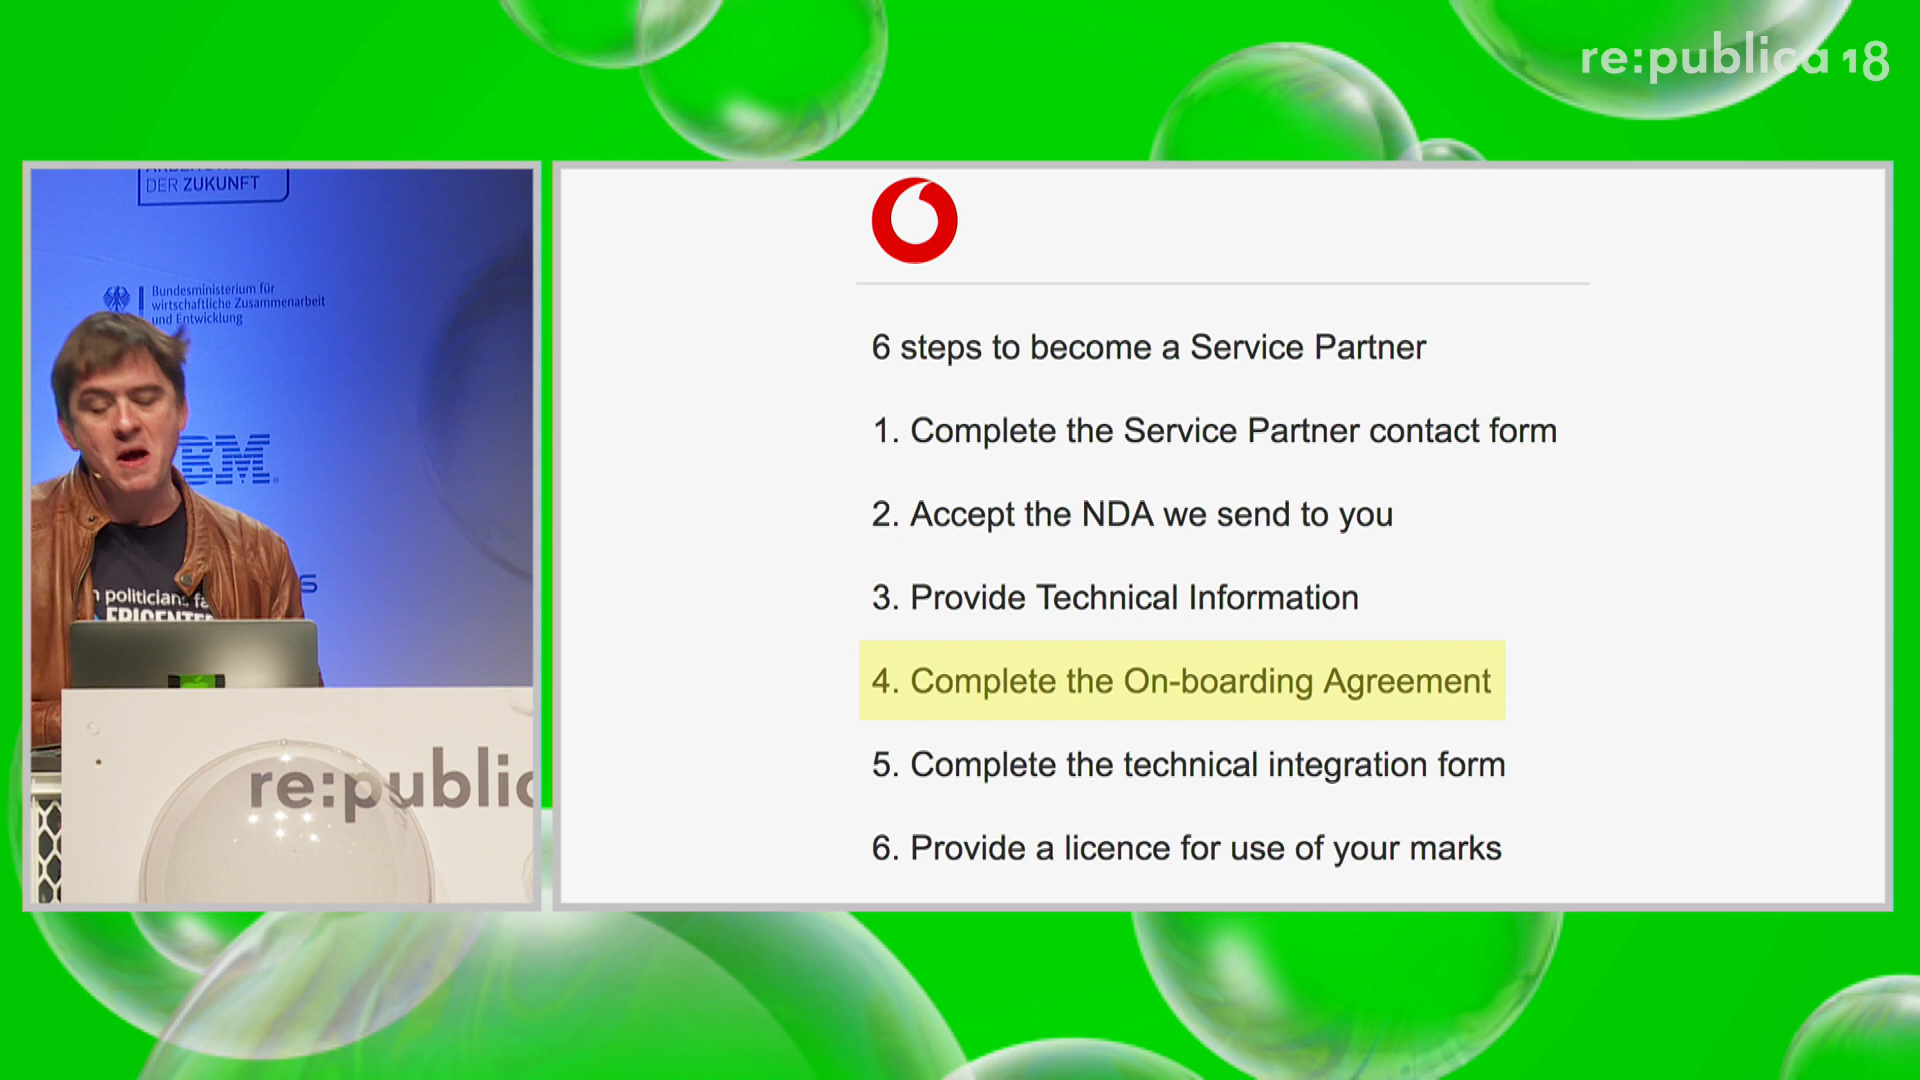 re:publica 18
DER ZUKUNFT
Bundesministerium für
wirtschaftliche Zusammenarbeit
und Entwicklung
IBM
politicians
re:public
6 steps to become a Service Partner
1. Complete the Service Partner contact form
2. Accept the NDA we send to you
3. Provide Technical Information
4. Complete the On-boarding Agreement
5. Complete the technical integration form
6. Provide a licence for use of your marks